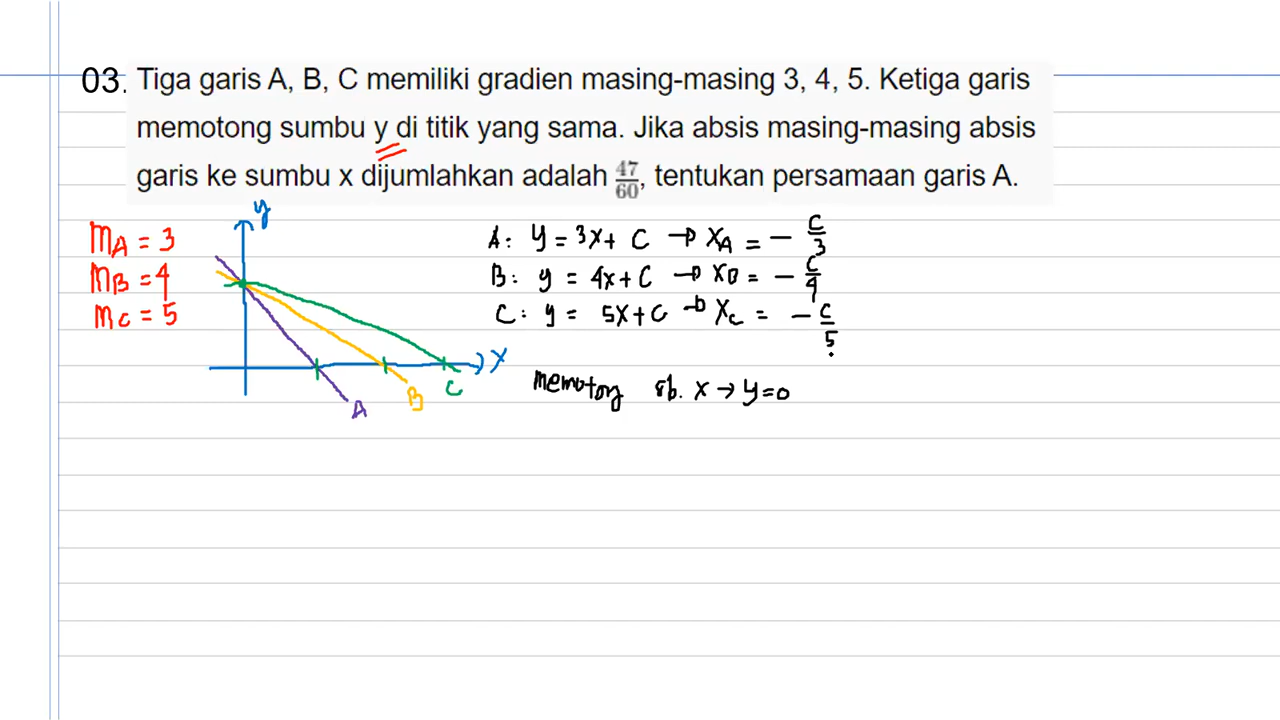 03. Tiga garis A, B, C memiliki gradien masing-masing 3, 4, 5. Ketiga garis
memotong sumbu y di titik yang sama. Jika absis masing-masing absis
garis ke sumbu x dijumlahkan adalah 47/60, tentukan persamaan garis A.
y
mA = 3
mB = 4
mC = 5
x
A
B
C
A: y = 3x + C → xA = - C/3
B: y = 4x + C → xB = - C/4
C: y = 5x + C → xC = - C/5
memotong sb. x → y = 0